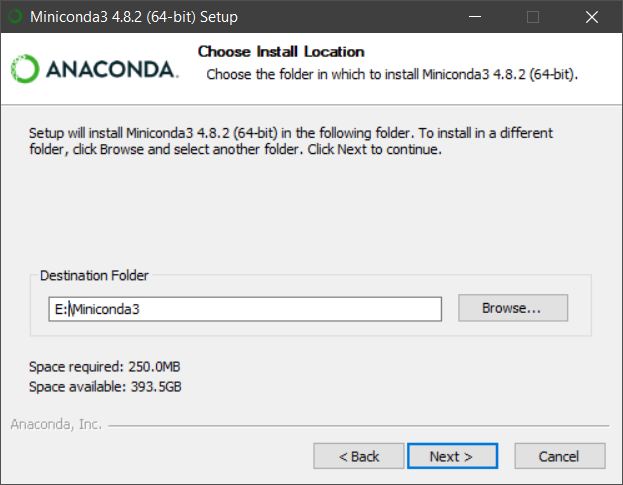 Miniconda3 4.8.2 (64-bit) Setup
Choose Install Location
ANACONDA.
Choose the folder in which to install Miniconda3 4.8.2 (64-bit).
Setup will install Miniconda3 4.8.2 (64-bit) in the following folder. To install in a different
folder, click Browse and select another folder. Click Next to continue.
Destination Folder
E:\Miniconda3
Browse...
Space required: 250.0MB
Space available: 393.5GB
Anaconda, Inc.
< Back
Next >
Cancel